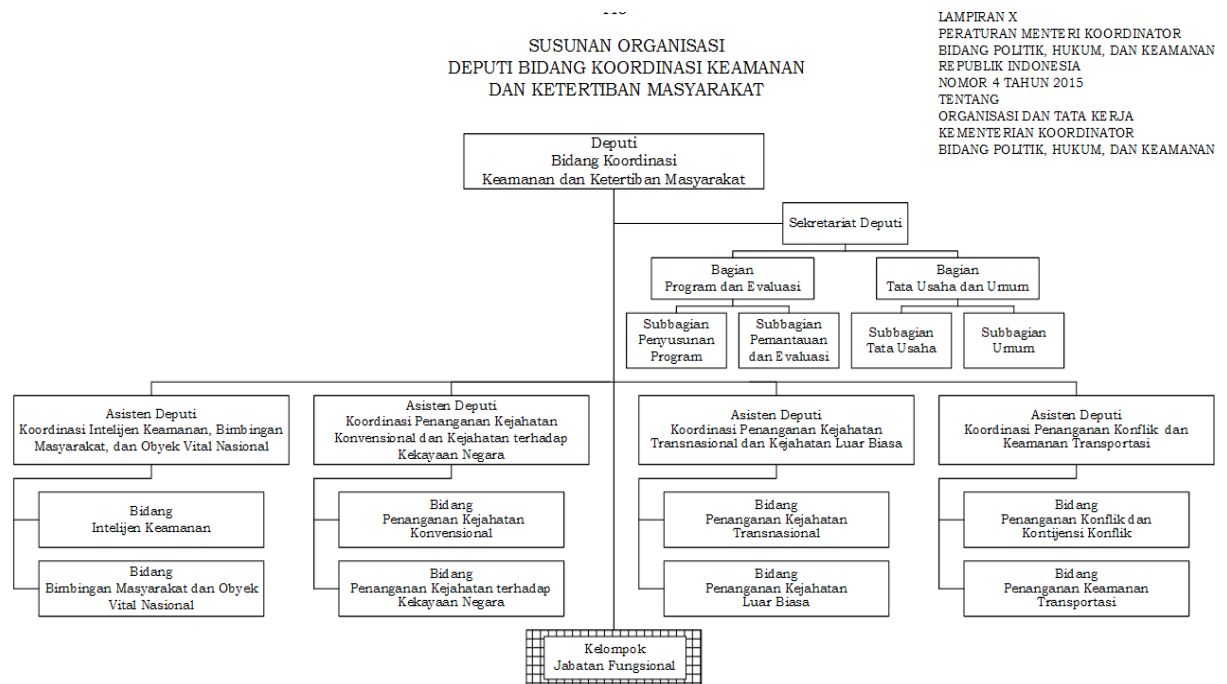 SUSUNAN ORGANISASI
DEPUTI BIDANG KOORDINASI KEAMANAN
DAN KETERTIBAN MASYARAKAT
LAMPIRAN X
PERATURAN MENTERI KOORDINATOR
BIDANG POLITIK, HUKUM, DAN KEAMANAN
REPUBLIK INDONESIA
NOMOR 4 TAHUN 2015
TENTANG
ORGANISASI DAN TATA KERJA
KEMENTERIAN KOORDINATOR
BIDANG POLITIK, HUKUM, DAN KEAMANAN
Deputi
Bidang Koordinasi
Keamanan dan Ketertiban Masyarakat
Sekretariat Deputi
Bagian
Program dan Evaluasi
Bagian
Tata Usaha dan Umum
Subbagian
Penyusunan
Program
Subbagian
Pemantauan
dan Evaluasi
Subbagian
Tata Usaha
Subbagian
Umum
Asisten Deputi
Koordinasi Intelijen Keamanan, Bimbingan
Masyarakat, dan Obyek Vital Nasional
Asisten Deputi
Koordinasi Penanganan Kejahatan
Konvensional dan Kejahatan terhadap
Kekayaan Negara
Asisten Deputi
Koordinasi Penanganan Kejahatan
Transnasional dan Kejahatan Luar Biasa
Asisten Deputi
Koordinasi Penanganan Konflik dan
Keamanan Transportasi
Bidang
Intelijen Keamanan
Bidang
Penanganan Kejahatan
Konvensional
Bidang
Penanganan Kejahatan
Transnasional
Bidang
Penanganan Konflik dan
Kontijensi Konflik
Bidang
Bimbingan Masyarakat dan Obyek
Vital Nasional
Bidang
Penanganan Kejahatan terhadap
Kekayaan Negara
Bidang
Penanganan Kejahatan
Luar Biasa
Bidang
Penanganan Keamanan
Transportasi
Kelompok
Jabatan Fungsional